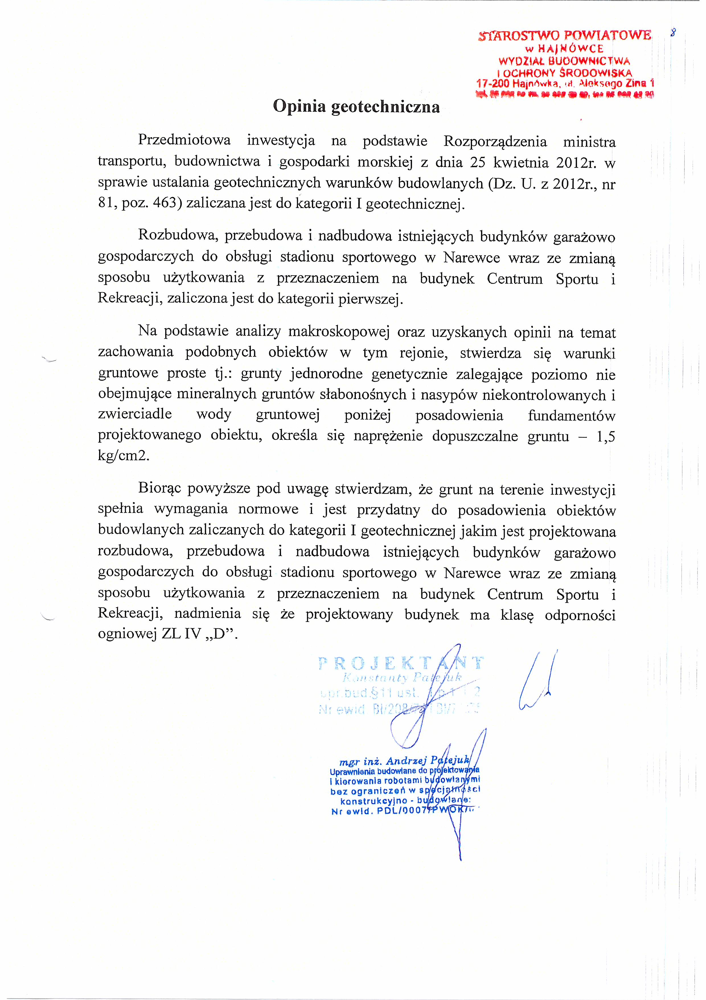 8
STAROSTWO POWIATOWE
w HAJNÓWCE
WYDZIAŁ BUDOWNICTWA
I OCHRONY ŚRODOWISKA
17-200 Hajnówka, ul. Aleksego Zina 1
Opinia geotechniczna
Przedmiotowa inwestycja na podstawie Rozporządzenia ministra
transportu, budownictwa i gospodarki morskiej z dnia 25 kwietnia 2012r. w
sprawie ustalania geotechnicznych warunków budowlanych (Dz. U. z 2012r., nr
81, poz. 463) zaliczana jest do kategorii I geotechnicznej.
Rozbudowa, przebudowa i nadbudowa istniejących budynków garażowo
gospodarczych do obsługi stadionu sportowego w Narewce wraz ze zmianą
sposobu użytkowania z przeznaczeniem na budynek Centrum Sportu i
Rekreacji, zaliczona jest do kategorii pierwszej.
Na podstawie analizy makroskopowej oraz uzyskanych opinii na temat
zachowania podobnych obiektów w tym rejonie, stwierdza się warunki
gruntowe proste tj.: grunty jednorodne genetycznie zalegające poziomo nie
obejmujące mineralnych gruntów słabonośnych i nasypów niekontrolowanych i
zwierciadle wody gruntowej poniżej posadowienia fundamentów
projektowanego obiektu, określa się naprężenie dopuszczalne gruntu – 1,5
kg/cm2.
Biorąc powyższe pod uwagę stwierdzam, że grunt na terenie inwestycji
spełnia wymagania normowe i jest przydatny do posadowienia obiektów
budowlanych zaliczanych do kategorii I geotechnicznej jakim jest projektowana
rozbudowa, przebudowa i nadbudowa istniejących budynków garażowo
gospodarczych do obsługi stadionu sportowego w Narewce wraz ze zmianą
sposobu użytkowania z przeznaczeniem na budynek Centrum Sportu i
Rekreacji, nadmienia się że projektowany budynek ma klasę odporności
ogniowej ZL IV „D”.
PROJEKTANT
Konstanty Patejuk
upr.bud.§11 ust.
Nr ewid
mgr inż. Andrzej Patejuk
Uprawnienia budowlane do projektowania
i kierowania robotami budowlanymi
bez ograniczeń w specjalności
konstrukcyjno - budowlanej
Nr ewid.